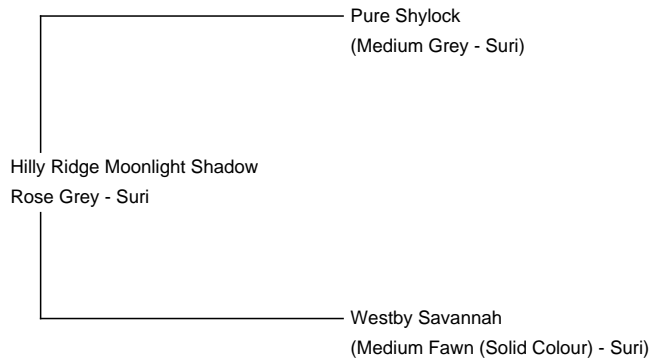 Pure Shylock
(Medium Grey - Suri)
Hilly Ridge Moonlight Shadow
Rose Grey - Suri
Westby Savannah
(Medium Fawn (Solid Colour) - Suri)